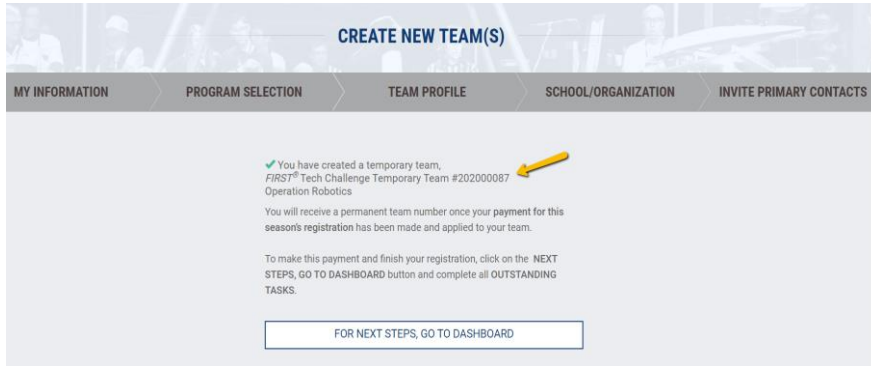 CREATE NEW TEAM(S)
MY INFORMATION PROGRAM SELECTION TEAM PROFILE SCHOOL/ORGANIZATION INVITE PRIMARY CONTACTS
✔ You have created a temporary team,
FIRST® Tech Challenge Temporary Team #202000087
Operation Robotics
You will receive a permanent team number once your payment for this
season's registration has been made and applied to your team.
To make this payment and finish your registration, click on the NEXT
STEPS, GO TO DASHBOARD button and complete all OUTSTANDING
TASKS.
FOR NEXT STEPS, GO TO DASHBOARD